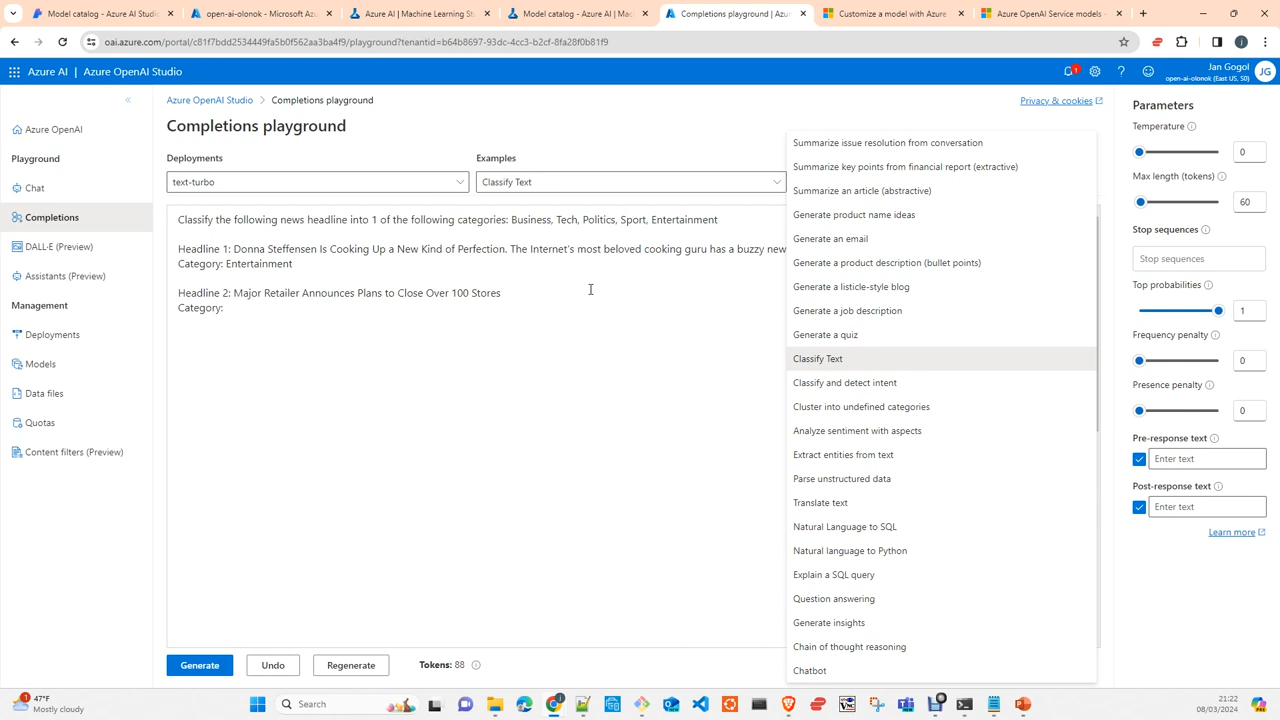 Model catalog - Azure AI Studio
open-ai-olonok - Microsoft Az
Azure AI | Machine Learning St
Model catalog - Azure AI | Mac
Completions playground | Azu
Customize a model with Azure
Azure OpenAI Service models -
oai.azure.com/portal/c81f7bdd2534449fa5b0f562aa3ba4f9/playground?tenantid=b64b8697-93dc-4cc3-b2cf-8fa28f0b81f9
Azure AI | Azure OpenAI Studio
1
Jan Gogol
open-ai-olonok (East US, S0)
JG
Azure OpenAI
Playground
Chat
Completions
DALL·E (Preview)
Assistants (Preview)
Management
Deployments
Models
Data files
Quotas
Content filters (Preview)
Azure OpenAI Studio > Completions playground
Privacy & cookies
Completions playground
Deployments
text-turbo
Examples
Classify Text
Classify the following news headline into 1 of the following categories: Business, Tech, Politics, Sport, Entertainment
Headline 1: Donna Steffensen Is Cooking Up a New Kind of Perfection. The Internet's most beloved cooking guru has a buzzy new
Category: Entertainment
Headline 2: Major Retailer Announces Plans to Close Over 100 Stores
Category:
Summarize issue resolution from conversation
Summarize key points from financial report (extractive)
Summarize an article (abstractive)
Generate product name ideas
Generate an email
Generate a product description (bullet points)
Generate a listicle-style blog
Generate a job description
Generate a quiz
Classify Text
Classify and detect intent
Cluster into undefined categories
Analyze sentiment with aspects
Extract entities from text
Parse unstructured data
Translate text
Natural Language to SQL
Natural language to Python
Explain a SQL query
Question answering
Generate insights
Chain of thought reasoning
Chatbot
Generate
Undo
Regenerate
Tokens: 88
Parameters
Temperature
0
Max length (tokens)
60
Stop sequences
Stop sequences
Top probabilities
1
Frequency penalty
0
Presence penalty
0
Pre-response text
Enter text
Post-response text
Enter text
Learn more
1
47°F
Mostly cloudy
Search
21:22
08/03/2024